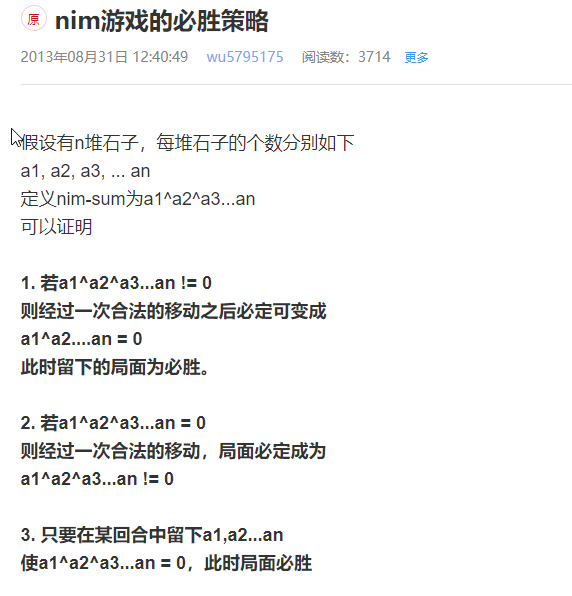 原 nim游戏的必胜策略
2013年08月31日 12:40:49 wu5795175 阅读数：3714 更多
假设有n堆石子，每堆石子的个数分别如下
a1, a2, a3, ... an
定义nim-sum为a1^a2^a3...an
可以证明
1. 若a1^a2^a3...an != 0
则经过一次合法的移动之后必定可变成
a1^a2....an = 0
此时留下的局面为必胜。
2. 若a1^a2^a3...an = 0
则经过一次合法的移动，局面必定成为
a1^a2^a3...an != 0
3. 只要在某回合中留下a1,a2...an
使a1^a2^a3...an = 0，此时局面必胜